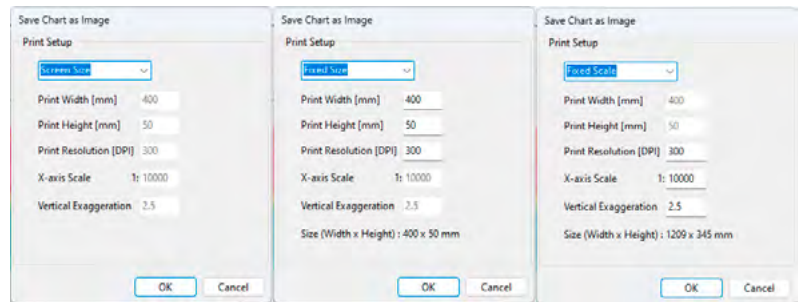 Save Chart as Image
Print Setup
Screen Size
Print Width [mm] 400
Print Height [mm] 50
Print Resolution [DPI] 300
X-axis Scale 1: 10000
Vertical Exaggeration 2.5
OK Cancel
Save Chart as Image
Print Setup
Fixed Size
Print Width [mm] 400
Print Height [mm] 50
Print Resolution [DPI] 300
X-axis Scale 1: 10000
Vertical Exaggeration 2.5
Size (Width x Height) : 400 x 50 mm
OK Cancel
Save Chart as Image
Print Setup
Fixed Scale
Print Width [mm] 400
Print Height [mm] 50
Print Resolution [DPI] 300
X-axis Scale 1: 10000
Vertical Exaggeration 2.5
Size (Width x Height) : 1209 x 345 mm
OK Cancel